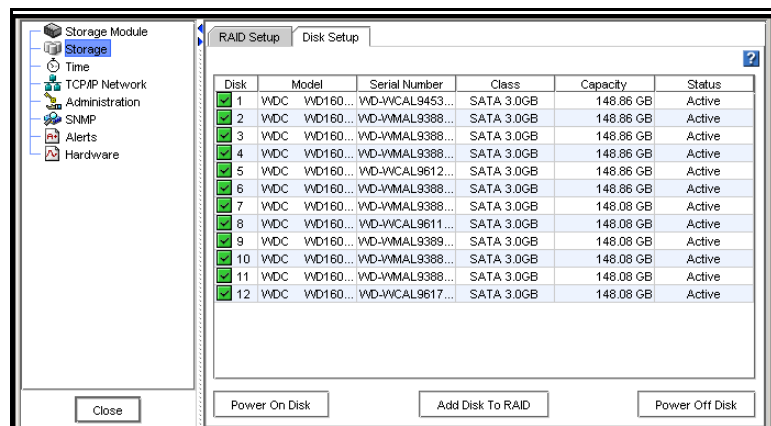 Storage Module
Storage
Time
TCP/IP Network
Administration
SNMP
Alerts
Hardware
Close
RAID Setup Disk Setup
?
Disk Model Serial Number Class Capacity Status
1 WDC WD160... WD-WCAL9453... SATA 3.0GB 148.86 GB Active
2 WDC WD160... WD-WMAL9388... SATA 3.0GB 148.86 GB Active
3 WDC WD160... WD-WMAL9388... SATA 3.0GB 148.86 GB Active
4 WDC WD160... WD-WMAL9388... SATA 3.0GB 148.86 GB Active
5 WDC WD160... WD-WCAL9612... SATA 3.0GB 148.86 GB Active
6 WDC WD160... WD-WMAL9388... SATA 3.0GB 148.86 GB Active
7 WDC WD160... WD-WMAL9388... SATA 3.0GB 148.08 GB Active
8 WDC WD160... WD-WCAL9611... SATA 3.0GB 148.08 GB Active
9 WDC WD160... WD-WMAL9389... SATA 3.0GB 148.08 GB Active
10 WDC WD160... WD-WMAL9388... SATA 3.0GB 148.08 GB Active
11 WDC WD160... WD-WMAL9388... SATA 3.0GB 148.08 GB Active
12 WDC WD160... WD-WCAL9617... SATA 3.0GB 148.08 GB Active
Power On Disk Add Disk To RAID Power Off Disk